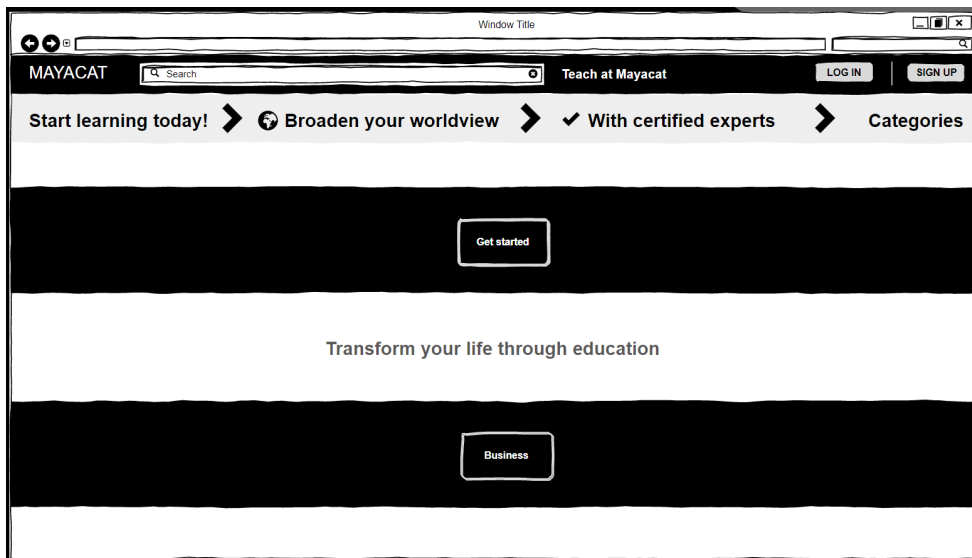 Window Title
MAYACAT
Search
Teach at Mayacat
LOG IN
SIGN UP
Start learning today!
Broaden your worldview
With certified experts
Categories
Get started
Transform your life through education
Business